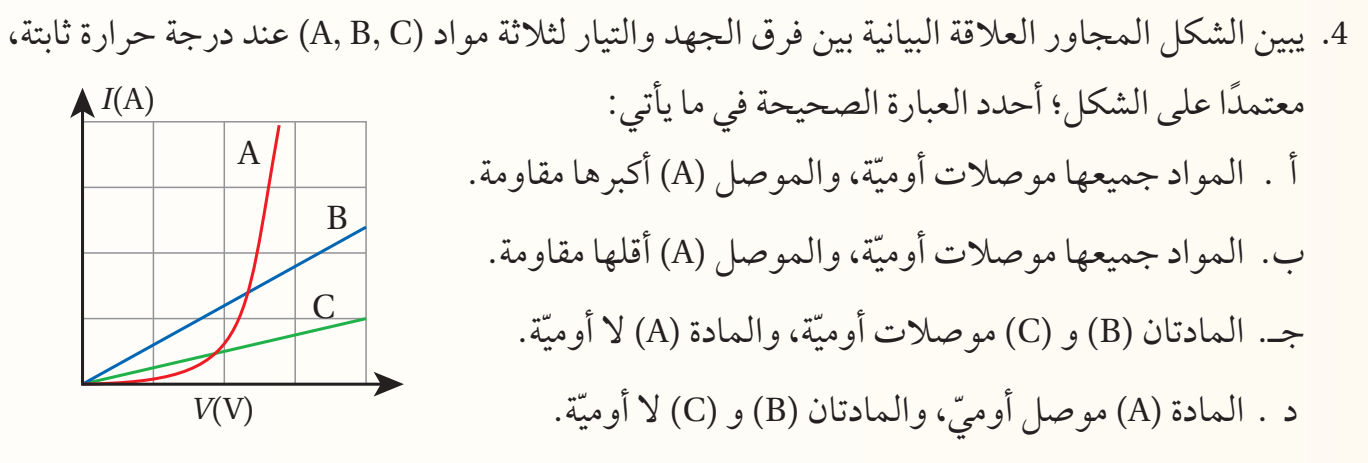 4. يبين الشكل المجاور العلاقة البيانية بين فرق الجهد والتيار لثلاثة مواد (A, B, C) عند درجة حرارة ثابتة،
معتمدًا على الشكل؛ أحدد العبارة الصحيحة في ما يأتي:
أ . المواد جميعها موصلات أوميّة، والموصل (A) أكبرها مقاومة.
ب. المواد جميعها موصلات أوميّة، والموصل (A) أقلها مقاومة.
جـ. المادتان (B) و (C) موصلات أوميّة، والمادة (A) لا أوميّة.
د . المادة (A) موصل أوميّ، والمادتان (B) و (C) لا أوميّة.
I(A)
A
B
C
V(V)